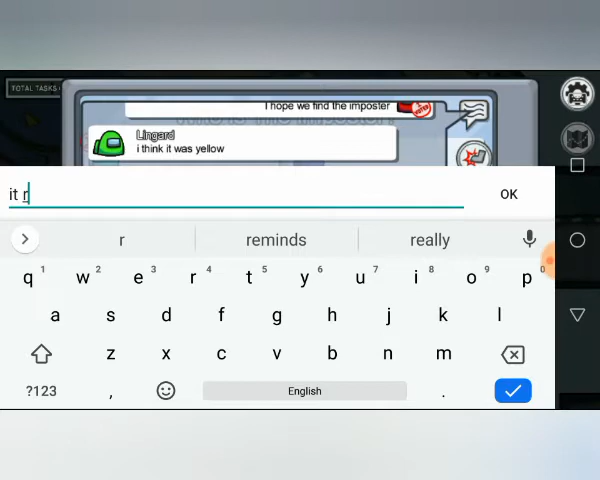 TOTAL TASKS
I hope we find the imposter
Lingard
i think it was yellow
it r
OK
r reminds really
q 1 w 2 e 3 r 4 t 5 y 6 u 7 i 8 o 9 p 0
a s d f g h j k l
z x c v b n m
?123 , English .